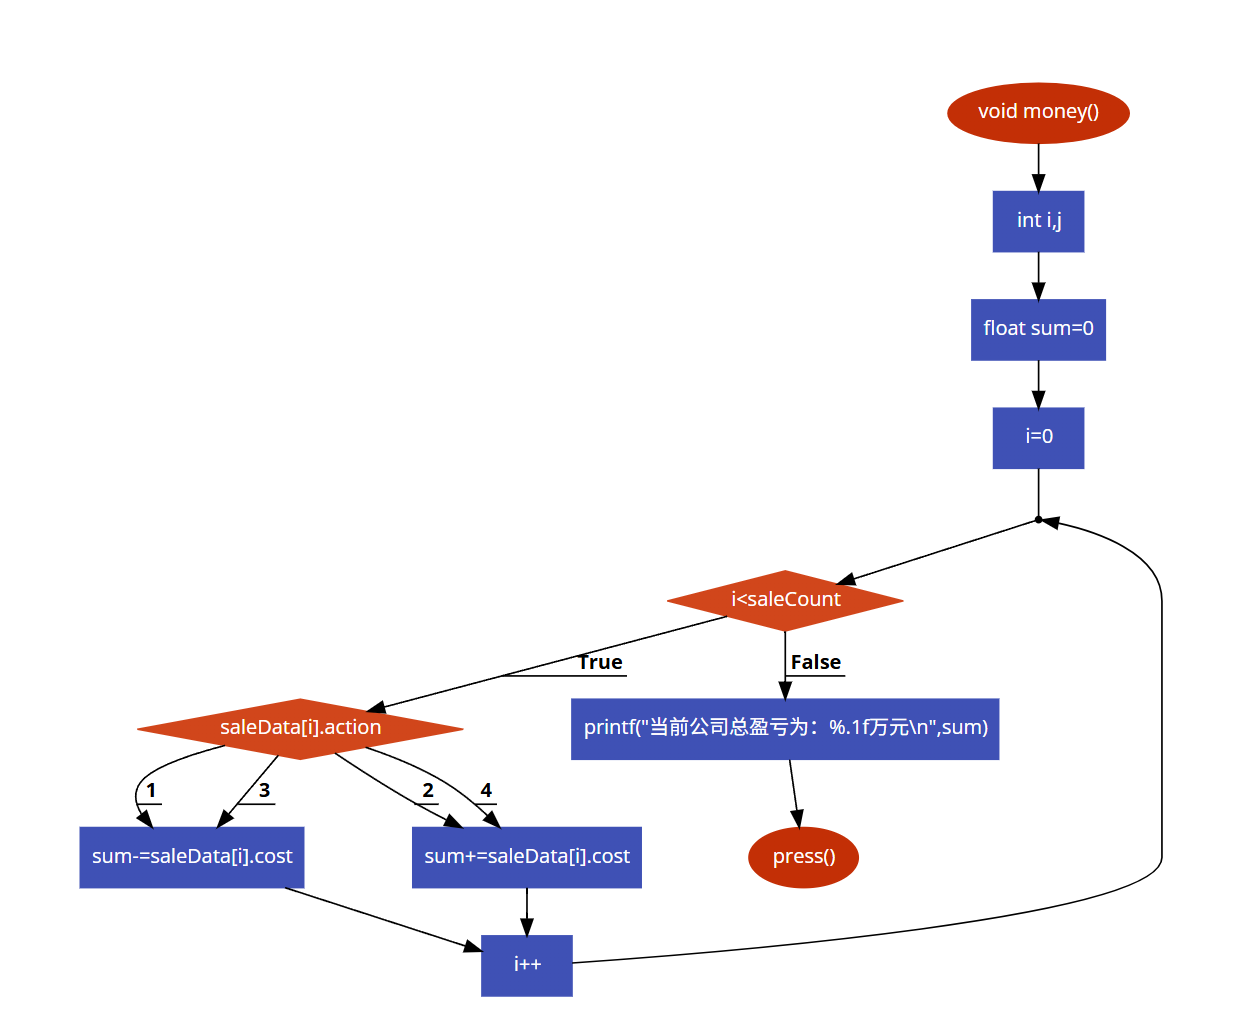 void money()
int i,j
float sum=0
i=0
i<saleCount
True
False
saleData[i].action
printf("当前公司总盈亏为：%.1f万元\n",sum)
1
3
2
4
sum-=saleData[i].cost
sum+=saleData[i].cost
press()
i++